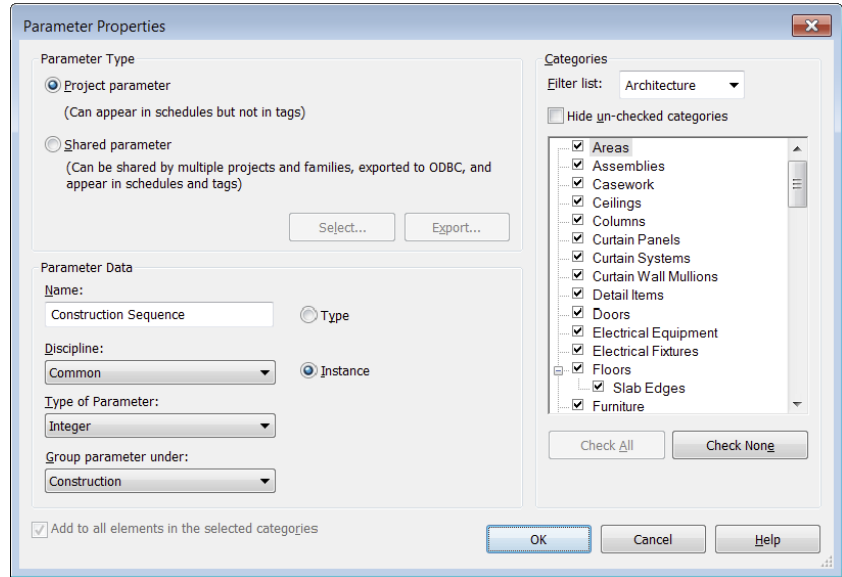 Parameter Properties
Parameter Type
Project parameter
(Can appear in schedules but not in tags)
Shared parameter
(Can be shared by multiple projects and families, exported to ODBC, and
appear in schedules and tags)
Select...
Export...
Parameter Data
Name:
Construction Sequence
Type
Discipline:
Common
Instance
Type of Parameter:
Integer
Group parameter under:
Construction
Add to all elements in the selected categories
Categories
Filter list:
Architecture
Hide un-checked categories
Areas
Assemblies
Casework
Ceilings
Columns
Curtain Panels
Curtain Systems
Curtain Wall Mullions
Detail Items
Doors
Electrical Equipment
Electrical Fixtures
Floors
Slab Edges
Furniture
Check All
Check None
OK
Cancel
Help